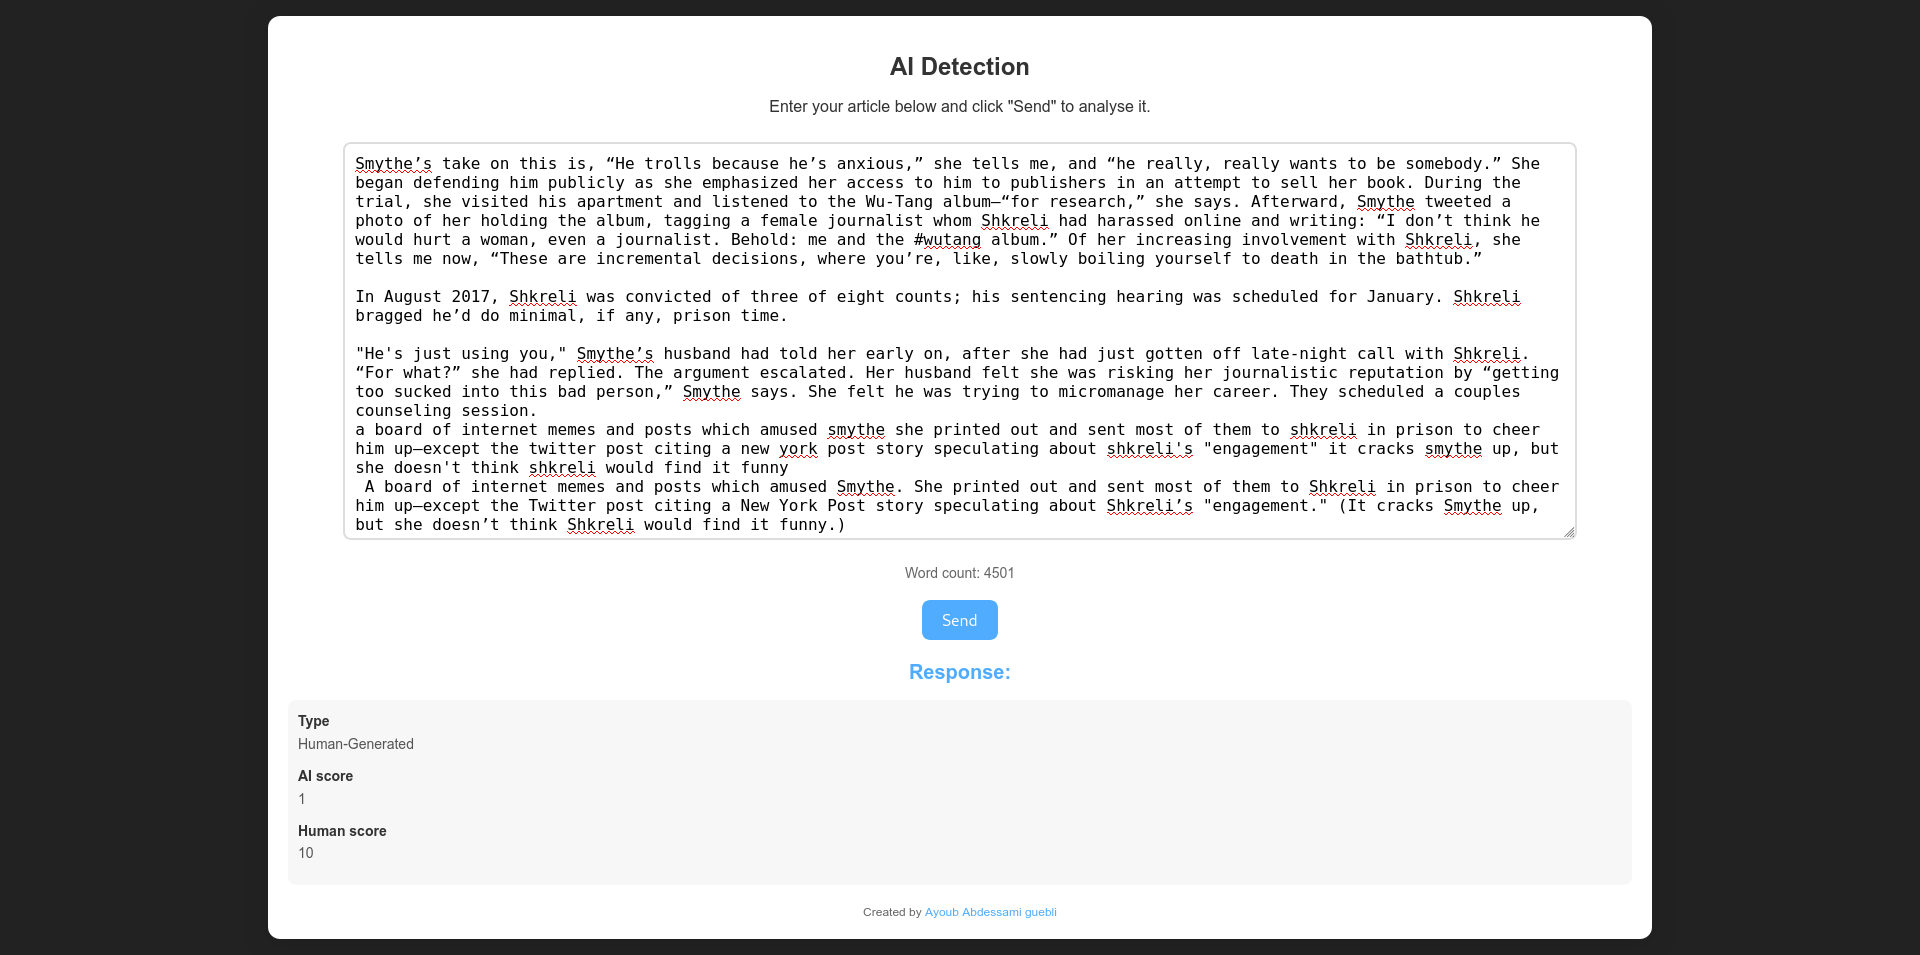 AI Detection
Enter your article below and click "Send" to analyse it.
Smythe’s take on this is, “He trolls because he’s anxious,” she tells me, and “he really, really wants to be somebody.” She
began defending him publicly as she emphasized her access to him to publishers in an attempt to sell her book. During the
trial, she visited his apartment and listened to the Wu-Tang album—“for research,” she says. Afterward, Smythe tweeted a
photo of her holding the album, tagging a female journalist whom Shkreli had harassed online and writing: “I don’t think he
would hurt a woman, even a journalist. Behold: me and the #wutang album.” Of her increasing involvement with Shkreli, she
tells me now, “These are incremental decisions, where you’re, like, slowly boiling yourself to death in the bathtub.”
In August 2017, Shkreli was convicted of three of eight counts; his sentencing hearing was scheduled for January. Shkreli
bragged he’d do minimal, if any, prison time.
"He's just using you," Smythe’s husband had told her early on, after she had just gotten off late-night call with Shkreli.
“For what?” she had replied. The argument escalated. Her husband felt she was risking her journalistic reputation by “getting
too sucked into this bad person,” Smythe says. She felt he was trying to micromanage her career. They scheduled a couples
counseling session.
a board of internet memes and posts which amused smythe she printed out and sent most of them to shkreli in prison to cheer
him up—except the twitter post citing a new york post story speculating about shkreli's "engagement" it cracks smythe up, but
she doesn't think shkreli would find it funny
A board of internet memes and posts which amused Smythe. She printed out and sent most of them to Shkreli in prison to cheer
him up—except the Twitter post citing a New York Post story speculating about Shkreli’s "engagement." (It cracks Smythe up,
but she doesn’t think Shkreli would find it funny.)
Word count: 4501
Send
Response:
Type
Human-Generated
AI score
1
Human score
10
Created by Ayoub Abdessami guebli